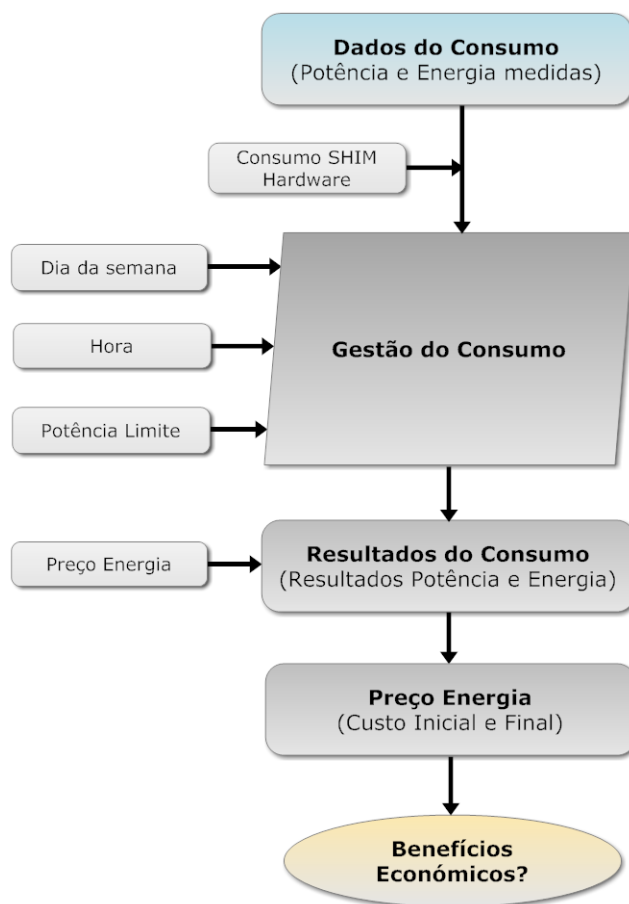 Dados do Consumo
(Potência e Energia medidas)
Consumo SHIM
Hardware
Dia da semana
Hora
Gestão do Consumo
Potência Limite
Resultados do Consumo
(Resultados Potência e Energia)
Preço Energia
Preço Energia
(Custo Inicial e Final)
Benefícios
Económicos?